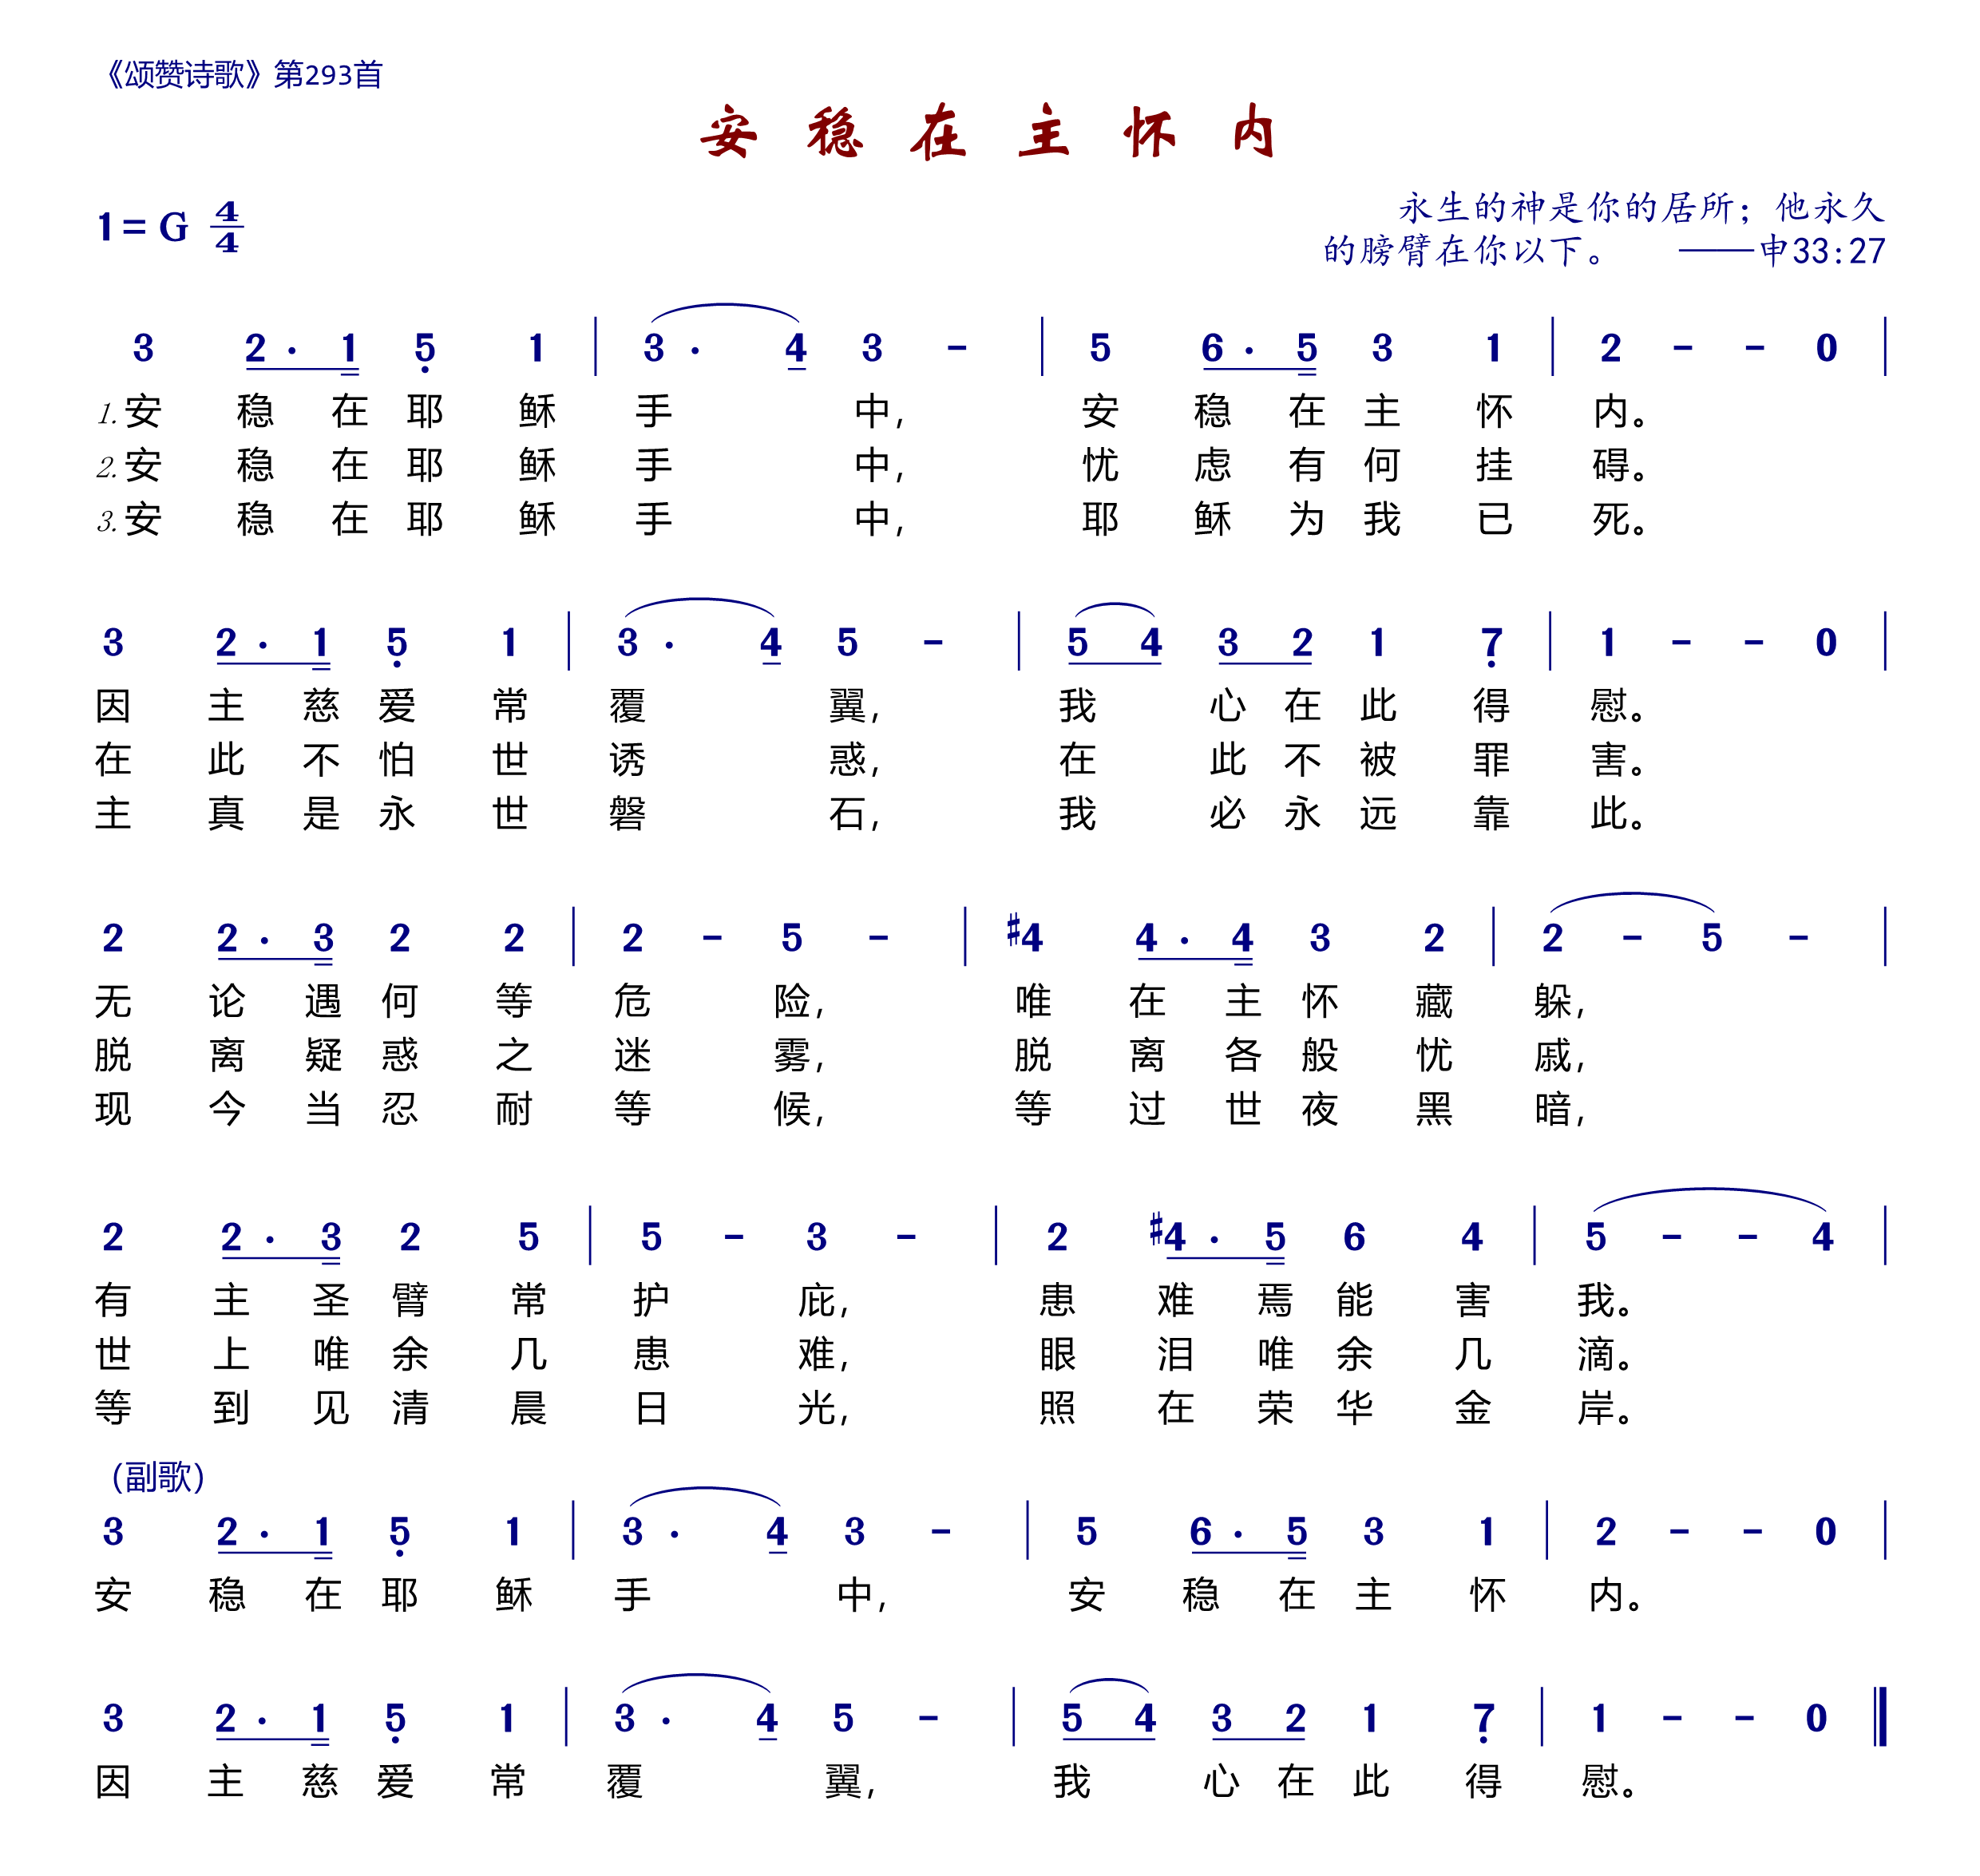 《颂赞诗歌》第293首
安稳在主怀内
1=G 4/4
永生的神是你的居所；他永久
的膀臂在你以下。 ——申33:27
3 2· 1 5 1 | 3· 4 3 - | 5 6· 5 3 1 | 2 - - 0 |
1.安稳在耶稣手中，安稳在主怀内。
2.安稳在耶稣手中，忧虑有何挂碍。
3.安稳在耶稣手中，耶稣为我已死。
3 2· 1 5 1 | 3· 4 5 - | 5 4 3 2 1 7 | 1 - - 0 |
因主慈爱常覆翼，我心在此得慰。
在此不怕世诱惑，在此不被罪害。
主真是永世磐石，我必永远靠此。
2 2· 3 2 2 | 2 - 5 - | #4 4· 4 3 2 | 2 - 5 - |
无论遇何等危险，唯在主怀藏躲，
脱离疑惑之迷雾，脱离各般忧戚，
现今当忍耐等候，等过世夜黑暗，
2 2· 3 2 5 | 5 - 3 - | 2 #4· 5 6 4 | 5 - - 4 |
有主圣臂常护庇，患难焉能害我。
世上唯余几患难，眼泪唯余几滴。
等到见清晨日光，照在荣华金岸。
（副歌）
3 2· 1 5 1 | 3· 4 3 - | 5 6· 5 3 1 | 2 - - 0 |
安稳在耶稣手中，安稳在主怀内。
3 2· 1 5 1 | 3· 4 5 - | 5 4 3 2 1 7 | 1 - - 0 ‖
因主慈爱常覆翼，我心在此得慰。